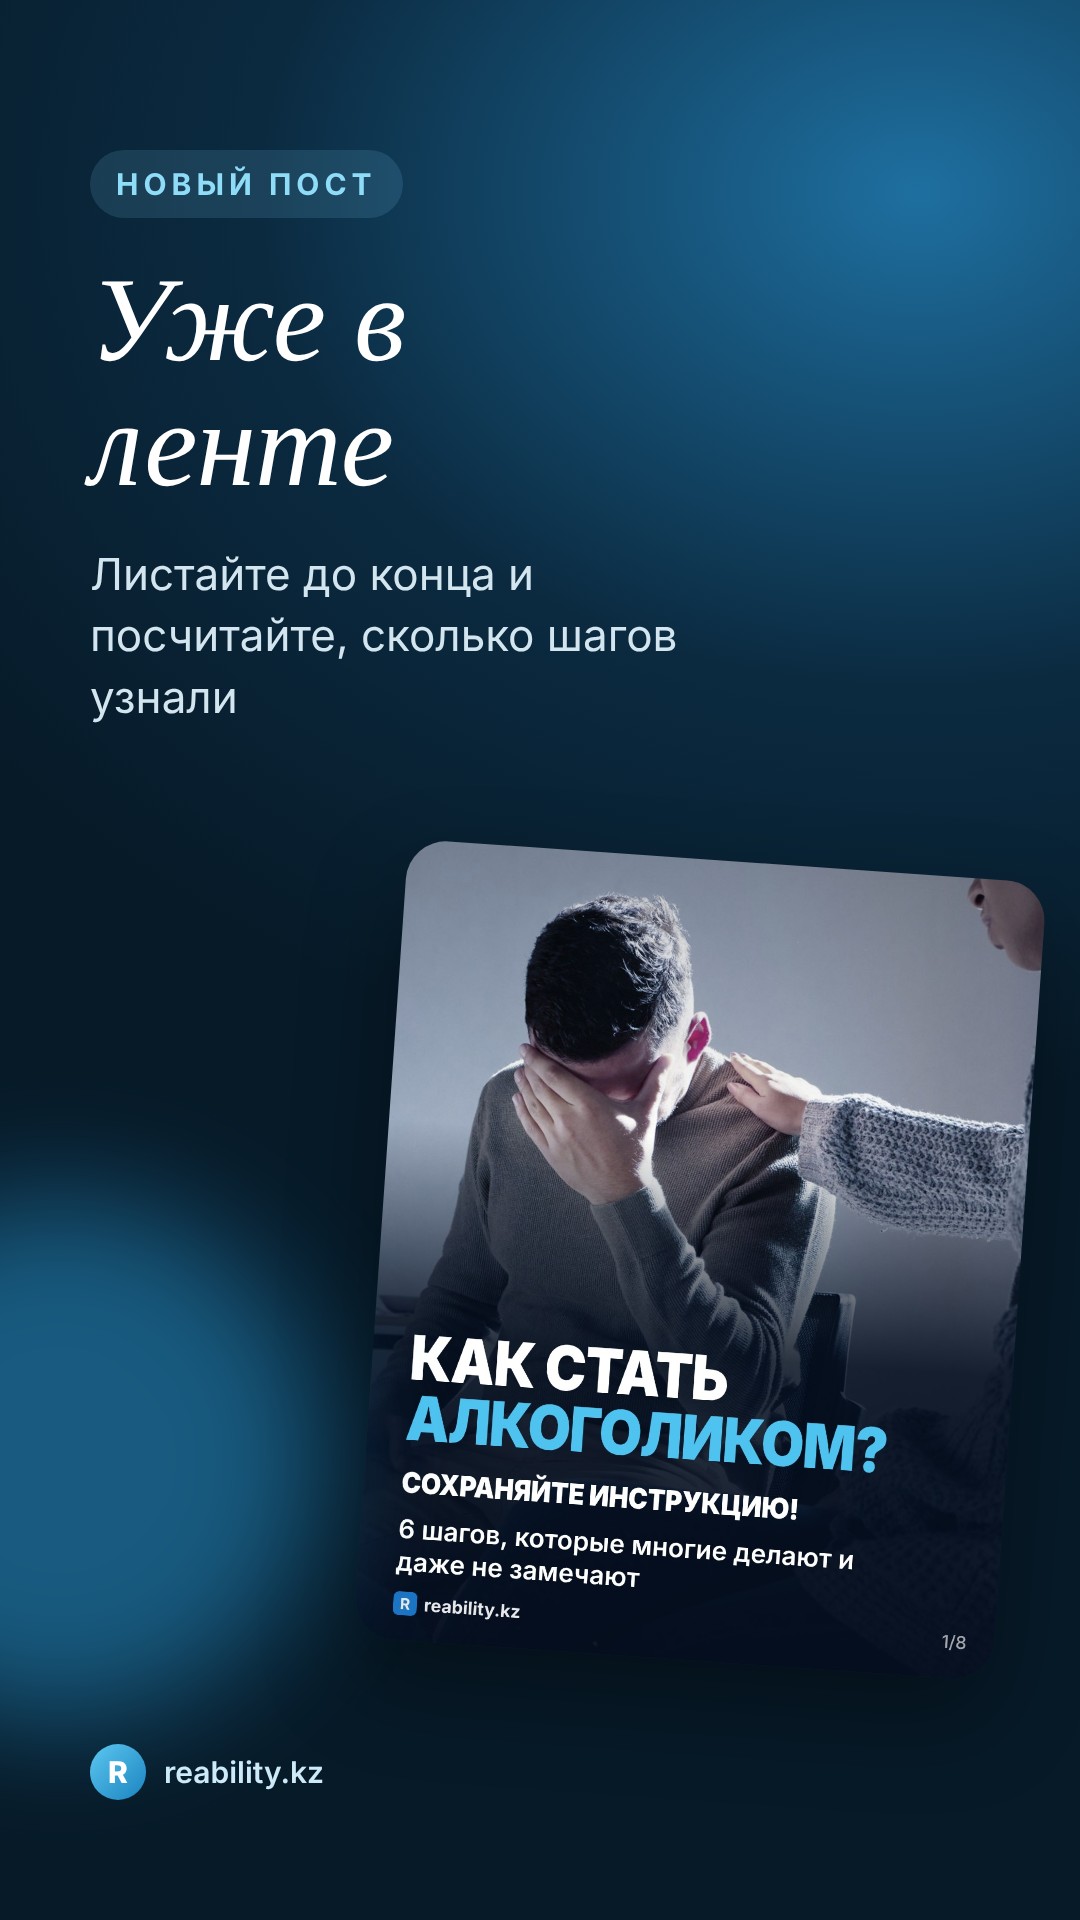 НОВЫЙ ПОСТ
Уже в
ленте
Листайте до конца и
посчитайте, сколько шагов
узнали
КАК СТАТЬ
АЛКОГОЛИКОМ?
СОХРАНЯЙТЕ ИНСТРУКЦИЮ!
6 шагов, которые многие делают и
даже не замечают
R reability.kz
1/8
R reability.kz